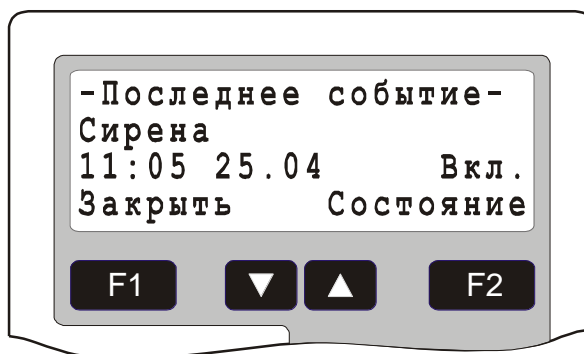 -Последнее событие-
Сирена
11:05 25.04 Вкл.
Закрыть Состояние
F1 ▼ ▲ F2